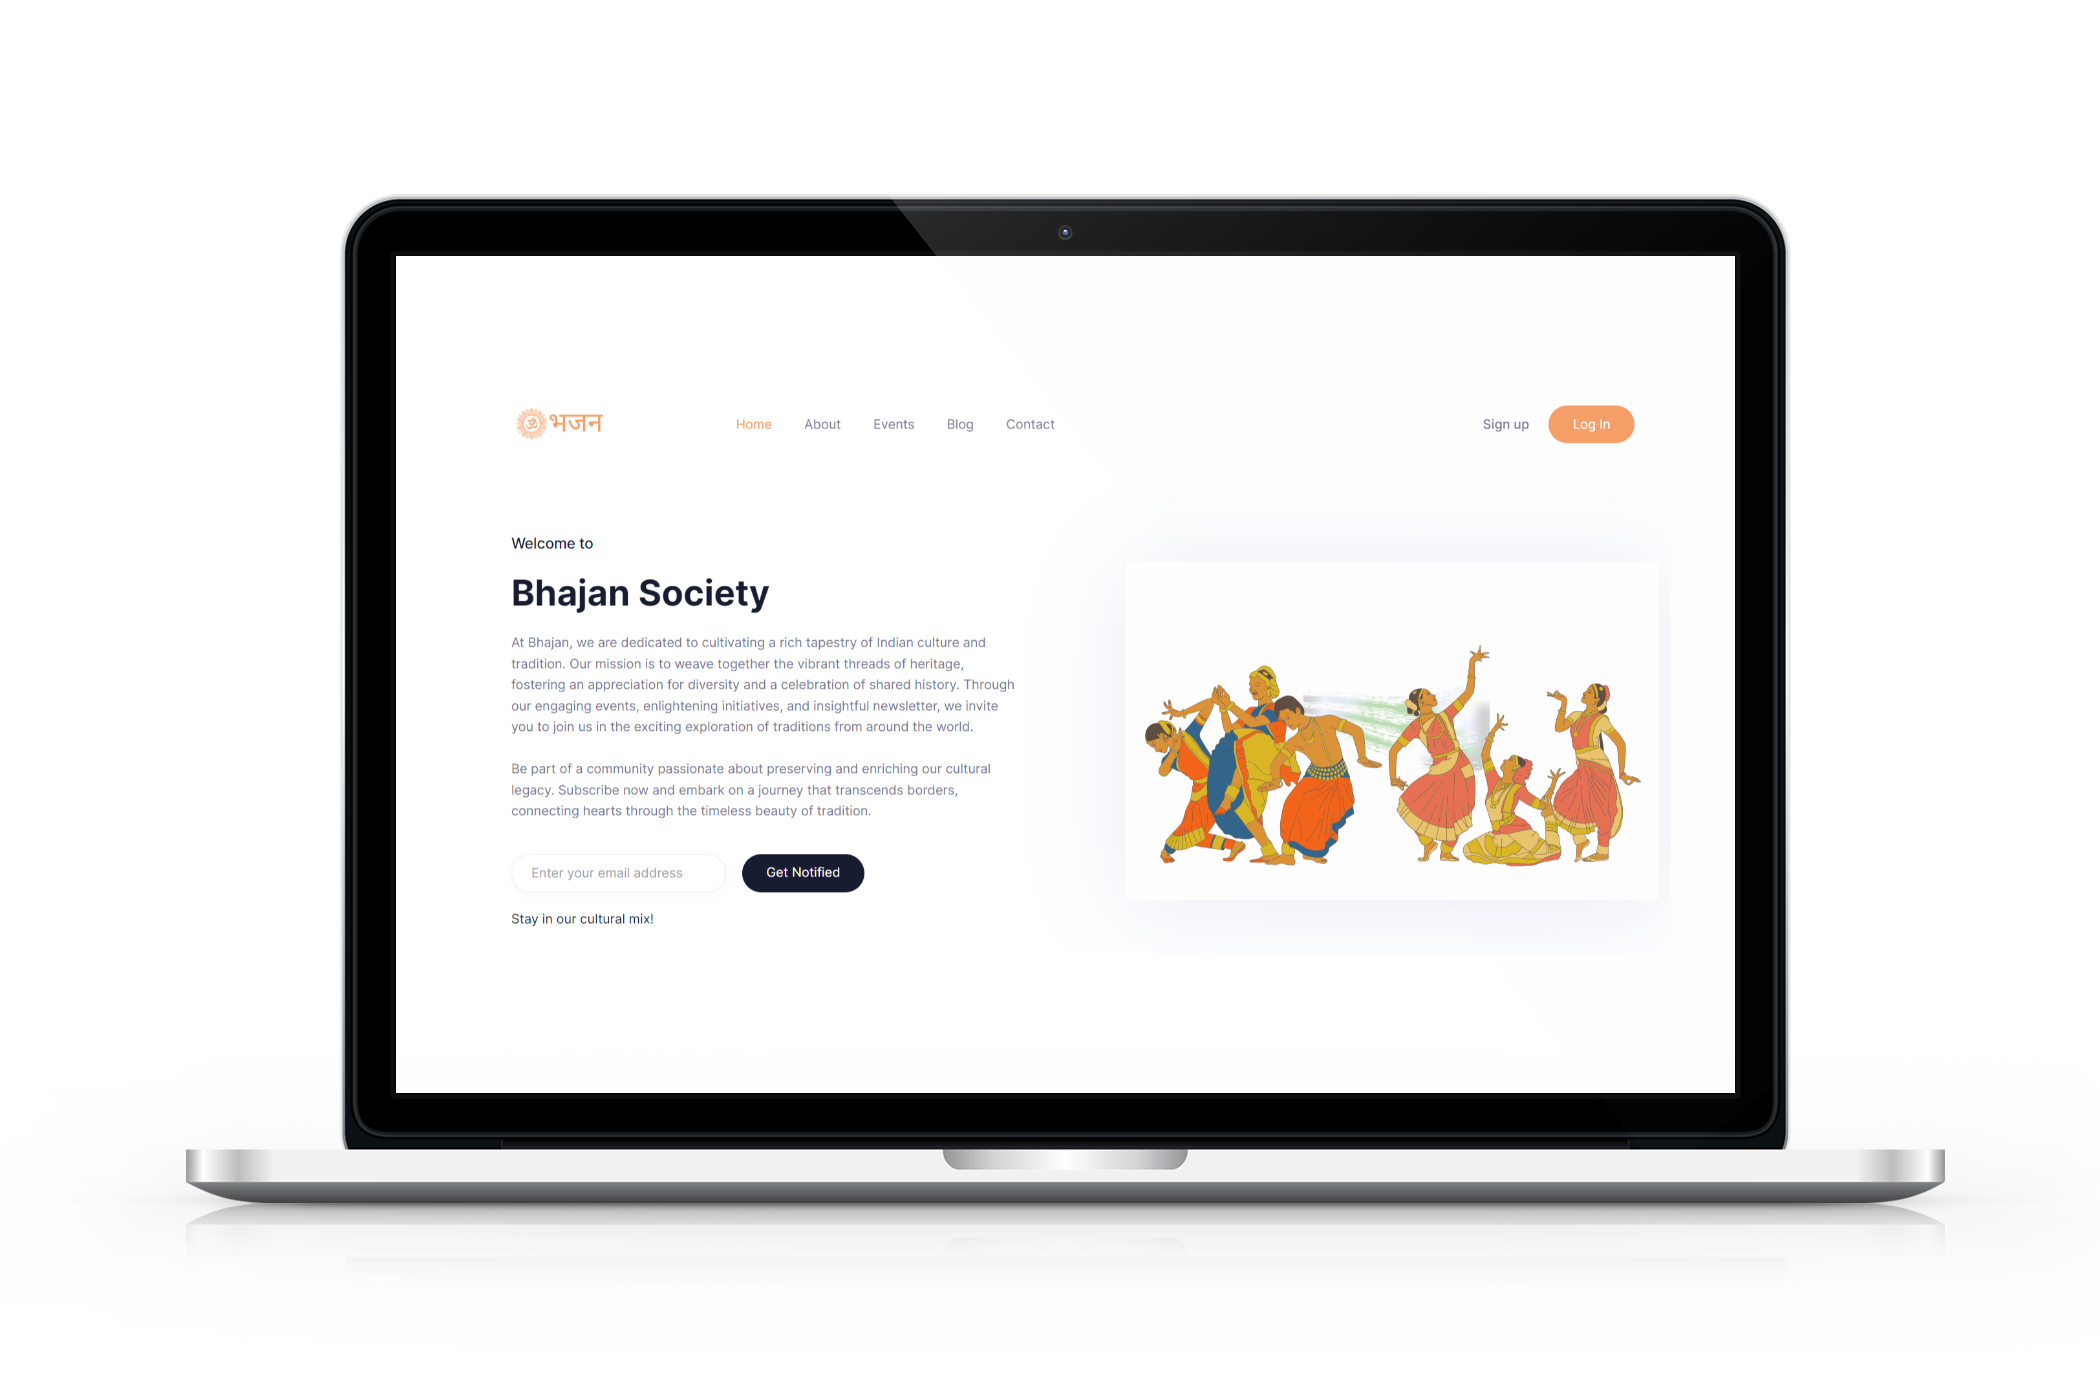 ॐ भजन
Home About Events Blog Contact
Sign up Log In
Welcome to
Bhajan Society
At Bhajan, we are dedicated to cultivating a rich tapestry of Indian culture and
tradition. Our mission is to weave together the vibrant threads of heritage,
fostering an appreciation for diversity and a celebration of shared history. Through
our engaging events, enlightening initiatives, and insightful newsletter, we invite
you to join us in the exciting exploration of traditions from around the world.
Be part of a community passionate about preserving and enriching our cultural
legacy. Subscribe now and embark on a journey that transcends borders,
connecting hearts through the timeless beauty of tradition.
Enter your email address Get Notified
Stay in our cultural mix!